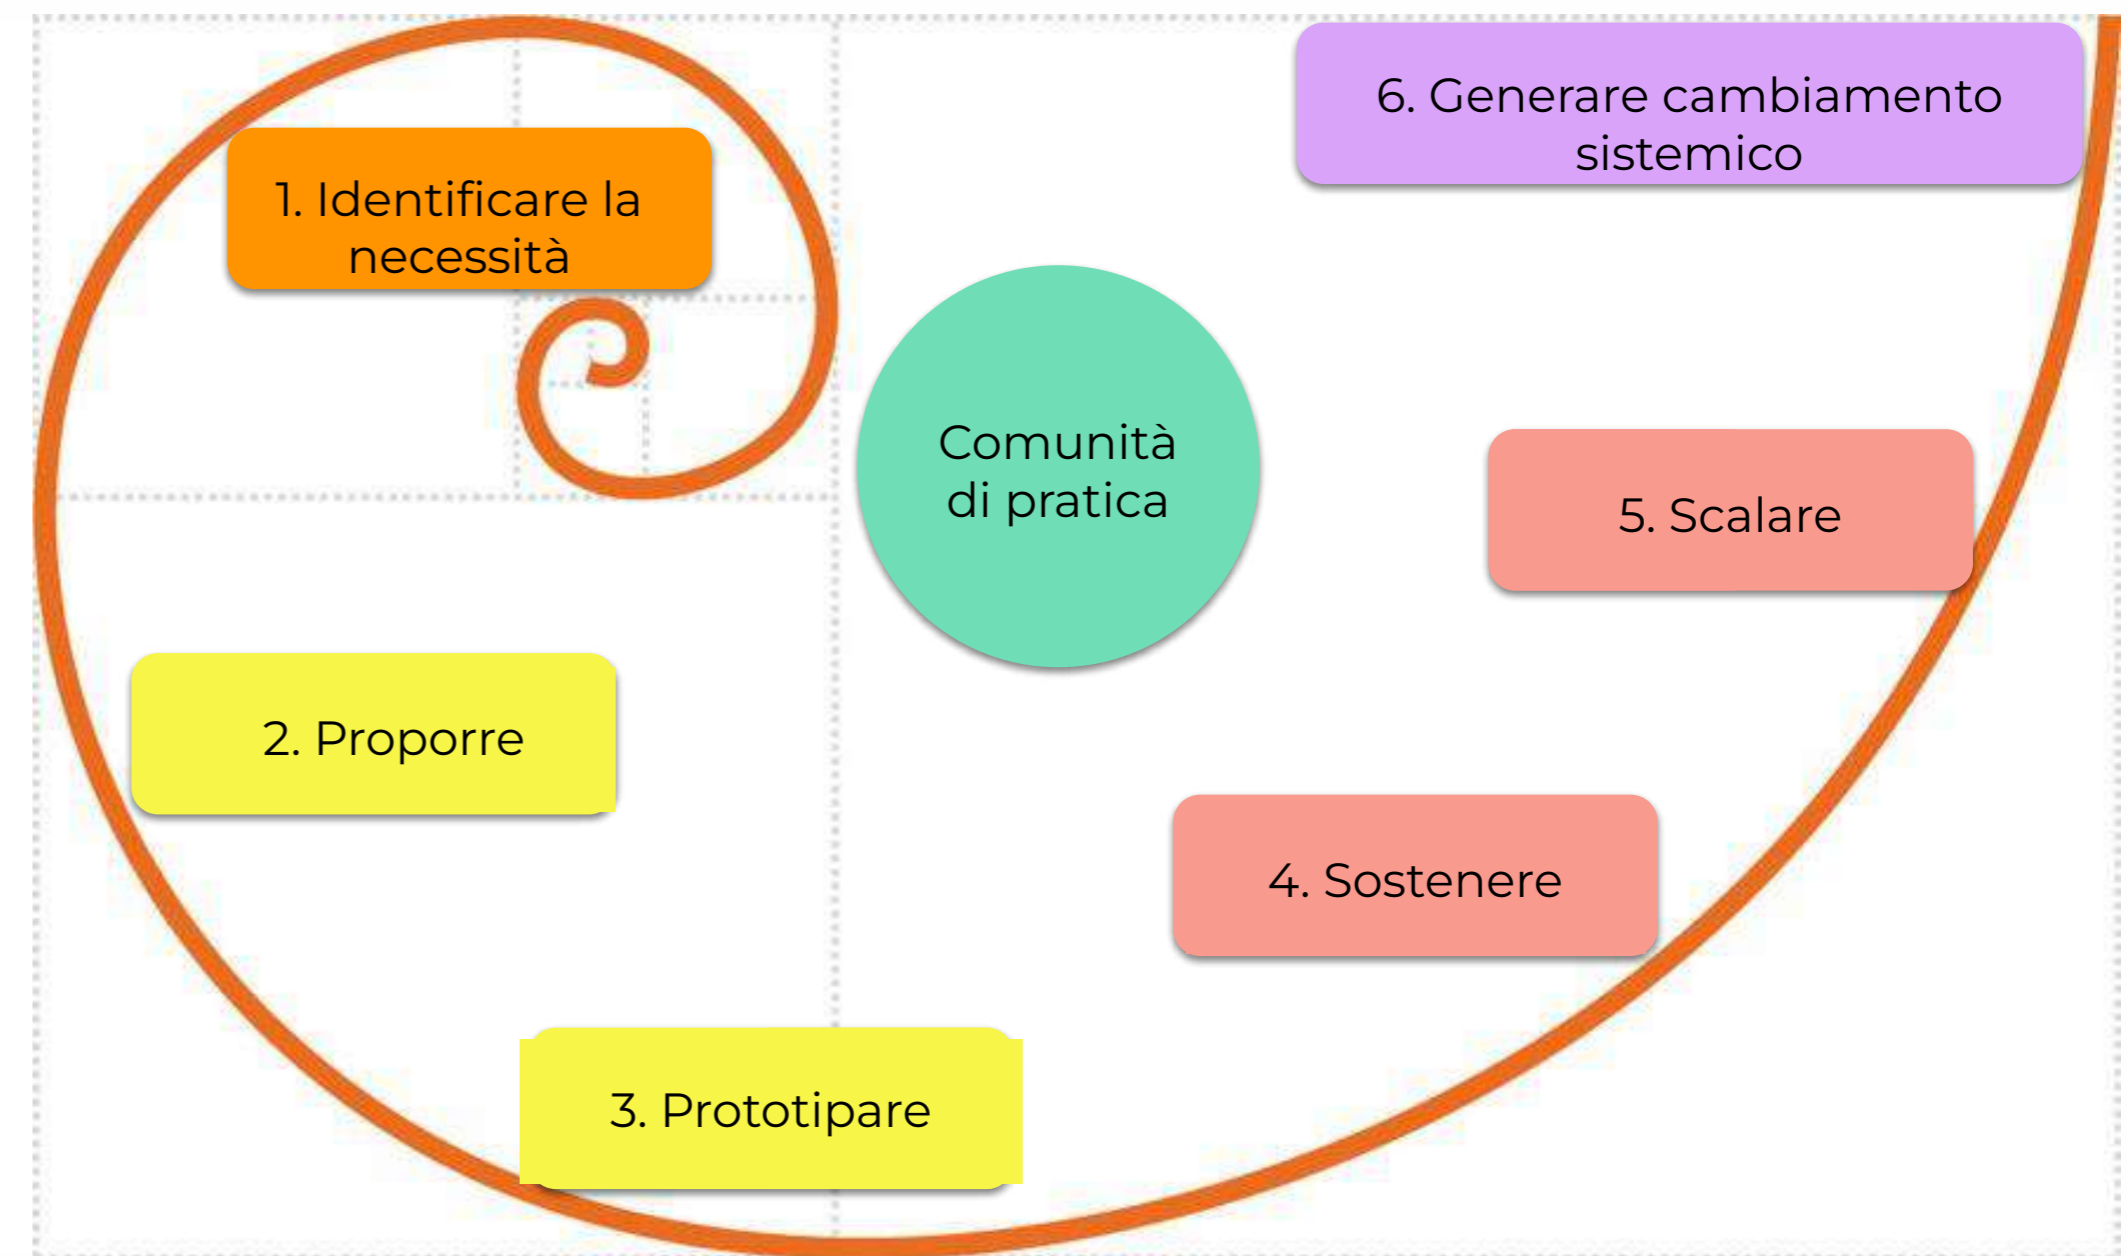 1. Identificare la
necessità
2. Proporre
3. Prototipare
4. Sostenere
5. Scalare
6. Generare cambiamento
sistemico
Comunità
di pratica